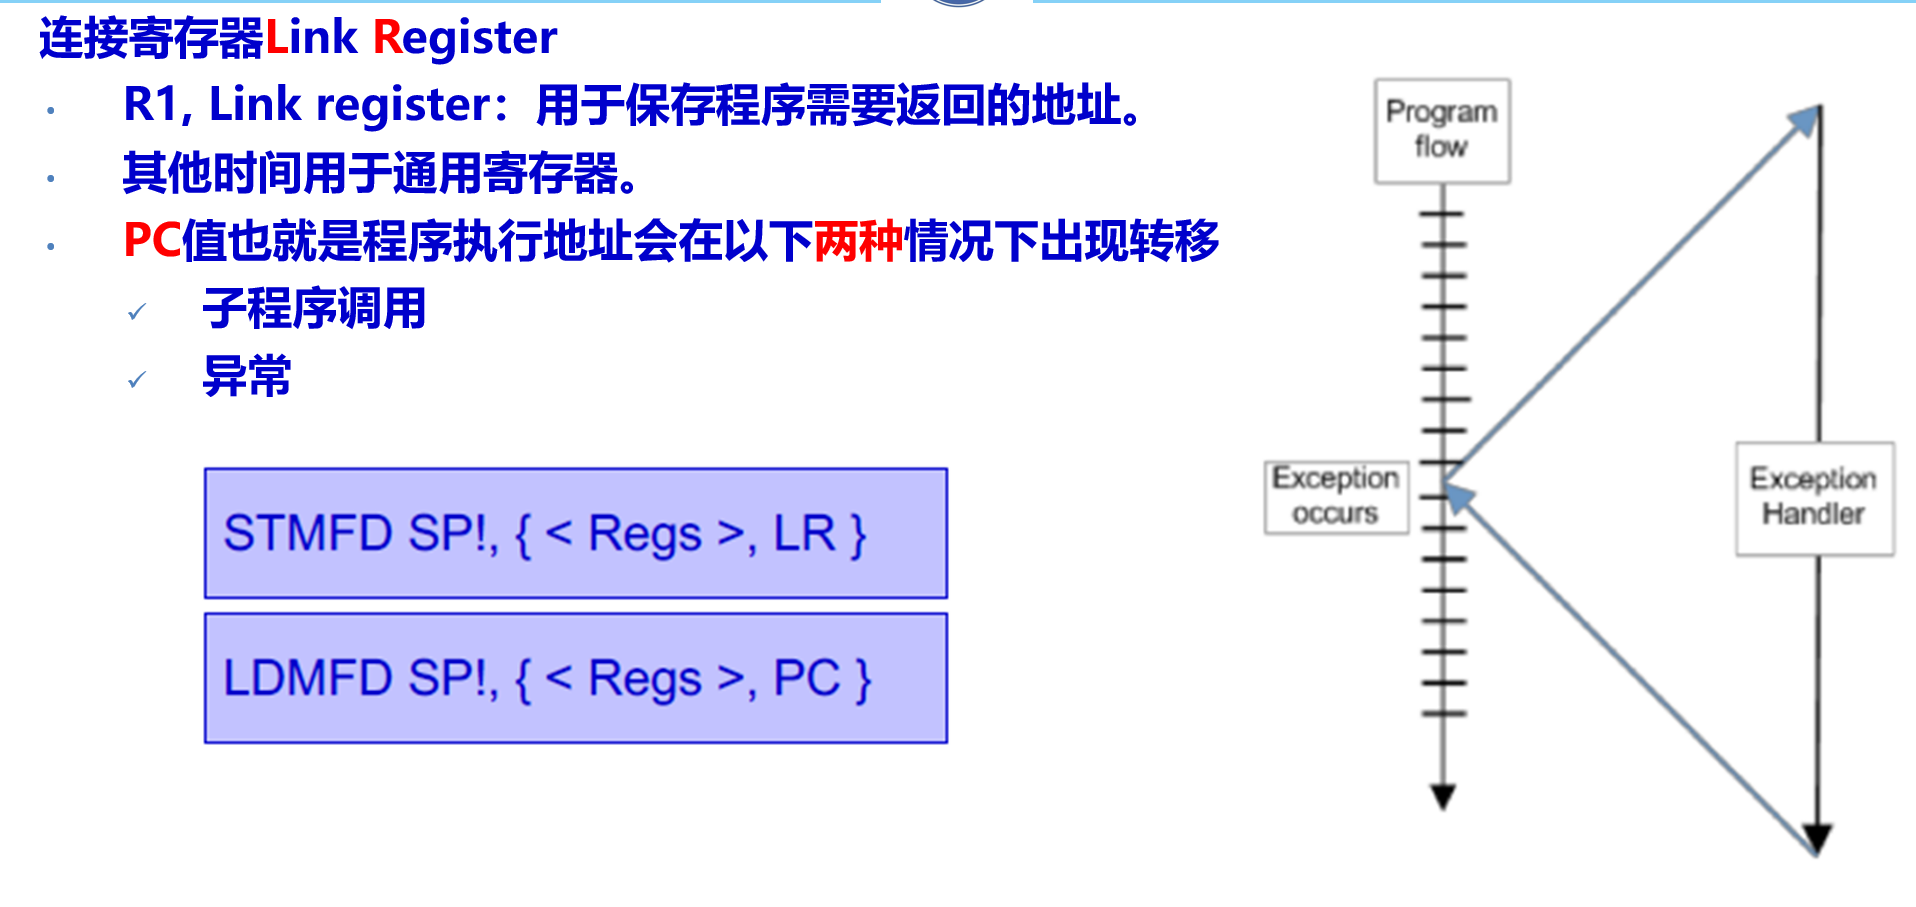 连接寄存器Link Register
R1, Link register：用于保存程序需要返回的地址。
其他时间用于通用寄存器。
PC值也就是程序执行地址会在以下两种情况下出现转移
子程序调用
异常
STMFD SP!, { < Regs >, LR }
LDMFD SP!, { < Regs >, PC }
Program
flow
Exception
occurs
Exception
Handler